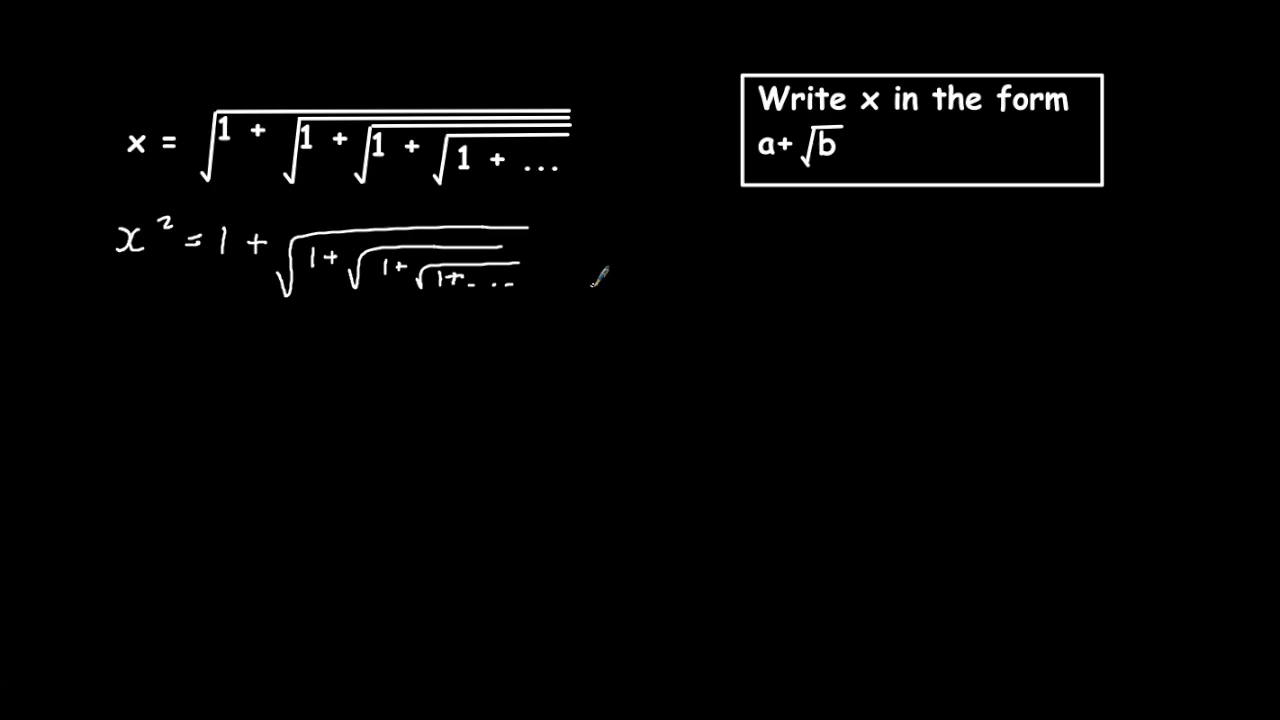 x = √(1 + √(1 + √(1 + √(1 + ...
x² = 1 + √(1+ √(1+ √(1+ ...
Write x in the form
a+ √b